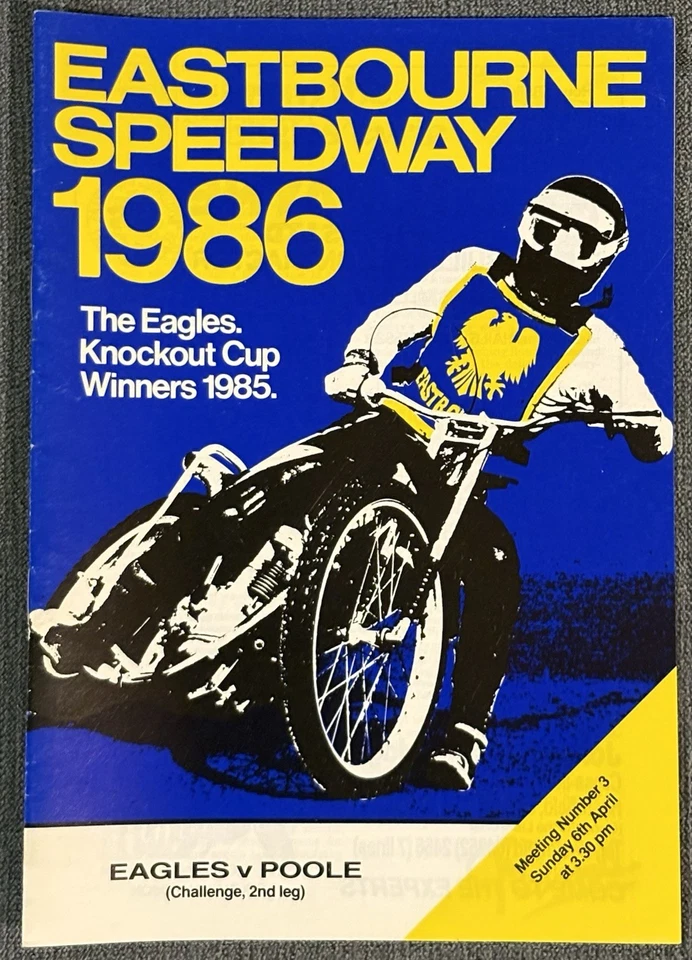 EASTBOURNE
SPEEDWAY
1986
The Eagles.
Knockout Cup
Winners 1985.
EASTBO
Meeting Number 3
Sunday 6th April
at 3.30 pm
EAGLES v POOLE
(Challenge, 2nd leg)